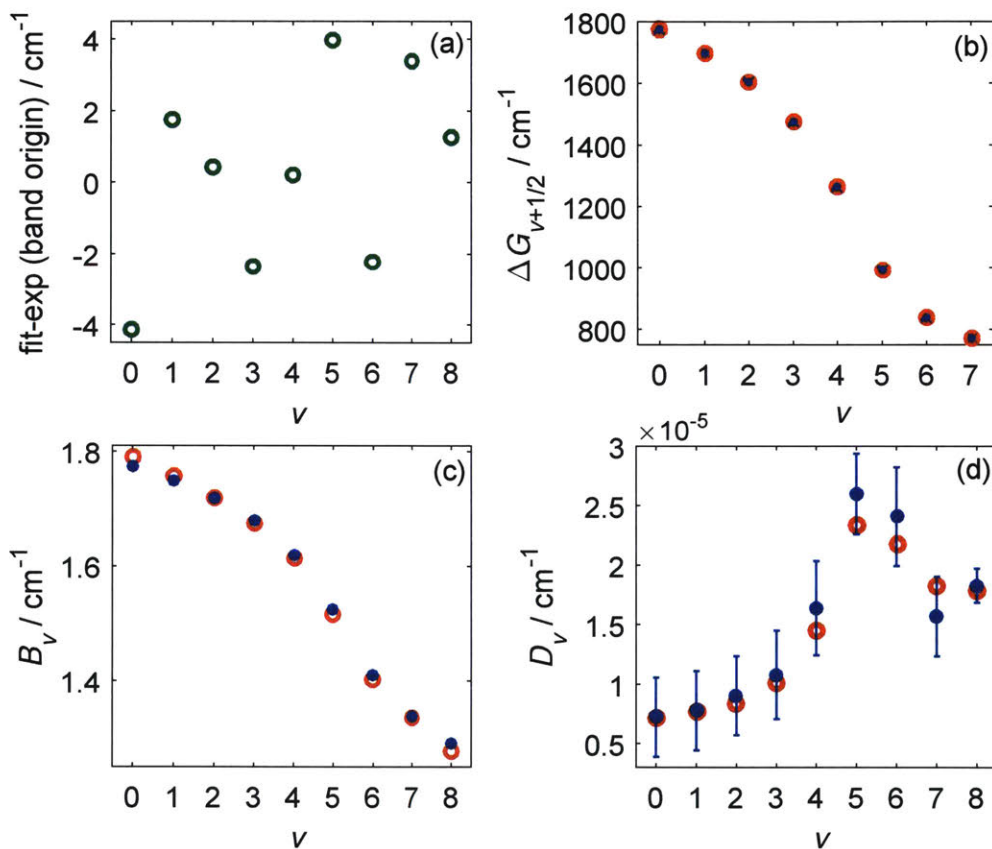 (a)
fit-exp (band origin) / cm⁻¹
4
2
0
-2
-4
0 1 2 3 4 5 6 7 8
v
(b)
ΔG_{v+1/2} / cm⁻¹
1800
1600
1400
1200
1000
800
0 1 2 3 4 5 6 7
v
(c)
B_v / cm⁻¹
1.8
1.6
1.4
0 1 2 3 4 5 6 7 8
v
×10⁻⁵
(d)
D_v / cm⁻¹
3
2.5
2
1.5
1
0.5
0 1 2 3 4 5 6 7 8
v